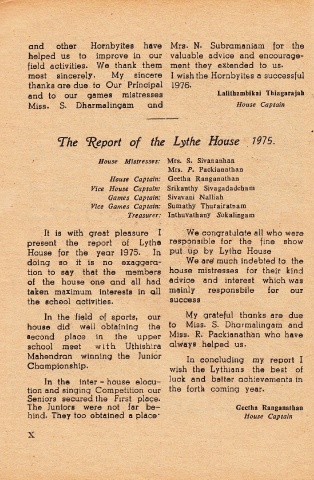 and other Hornbyites have
helped us to improve in our
field activities. We thank them
most sincerely. My sincere
thanks are due to Our Principal
and to our games mistresses
Miss. S. Dharmalingam and
Mrs. N. Subramaniam for the
valuable advice and encourage-
ment they extended to us.
I wish the Hornbyites a successful
1976.
Lalithambikai Thiagarajah
House Captain
The Report of the Lythe House 1975.
House Mistresses: Mrs. S. Sivananhan
Mrs. P. Packianathan
House Captain: Geetha Ranganathan
Vice House Captain: Srikanthy Sivagadadcham
Games Captain: Sivavani Nalliah
Vice Games Captain: Sumathy Thurairatnam
Treasurer: Inthuvathany Sokalingam
It is with great pleasure I
present the report of Lythe
House for the year 1975. In
doing so it is no exaggera-
tion to say that the members
of the house one and all had
taken maximum interests in all
the school activities.
In the field of sports, our
house did well obtaining the
second place in the upper
school meet with Uthishira
Mahendran winning the Junior
Championship.
In the inter-house elocu-
tion and singing Competition our
Seniors secured the First place.
The Juniors were not far be-
hind. They too obtained a place.
We congratulate all who were
responsible for the fine show
put up by Lythe House
We are much indebted to the
house mistresses for their kind
advice and interest which was
mainly responsbile for our
success
My grateful thanks are due
to Miss. S. Dharmalingam and
Miss. R. Packianathan who have
always helped us.
In concluding my report I
wish the Lythians the best of
luck and better achievements in
the forth coming year.
Geetha Ranganathan
House Captain
X